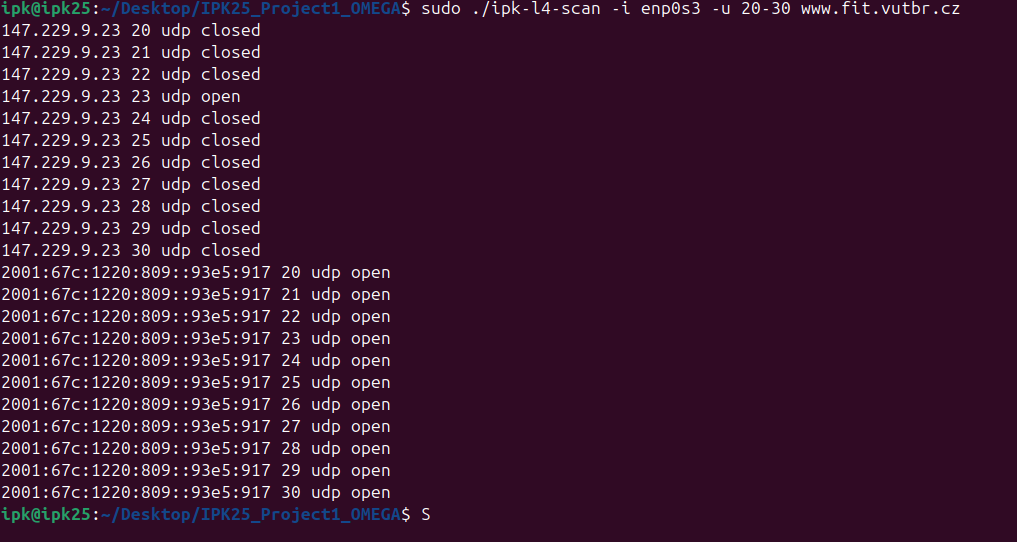 ipk@ipk25:~/Desktop/IPK25_Project1_OMEGA$ sudo ./ipk-l4-scan -i enp0s3 -u 20-30 www.fit.vutbr.cz
147.229.9.23 20 udp closed
147.229.9.23 21 udp closed
147.229.9.23 22 udp closed
147.229.9.23 23 udp open
147.229.9.23 24 udp closed
147.229.9.23 25 udp closed
147.229.9.23 26 udp closed
147.229.9.23 27 udp closed
147.229.9.23 28 udp closed
147.229.9.23 29 udp closed
147.229.9.23 30 udp closed
2001:67c:1220:809::93e5:917 20 udp open
2001:67c:1220:809::93e5:917 21 udp open
2001:67c:1220:809::93e5:917 22 udp open
2001:67c:1220:809::93e5:917 23 udp open
2001:67c:1220:809::93e5:917 24 udp open
2001:67c:1220:809::93e5:917 25 udp open
2001:67c:1220:809::93e5:917 26 udp open
2001:67c:1220:809::93e5:917 27 udp open
2001:67c:1220:809::93e5:917 28 udp open
2001:67c:1220:809::93e5:917 29 udp open
2001:67c:1220:809::93e5:917 30 udp open
ipk@ipk25:~/Desktop/IPK25_Project1_OMEGA$ S